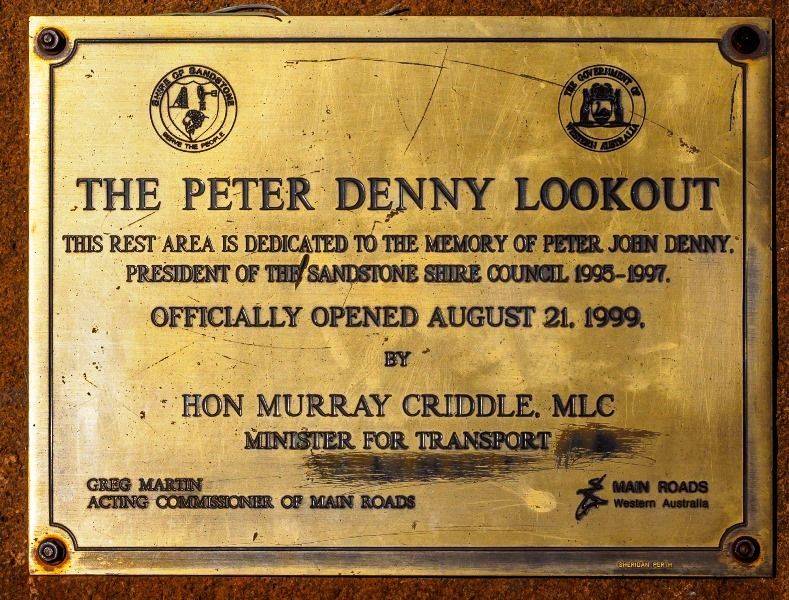 SHIRE OF SANDSTONE
SERVE THE PEOPLE
THE GOVERNMENT OF
WESTERN AUSTRALIA
THE PETER DENNY LOOKOUT
THIS REST AREA IS DEDICATED TO THE MEMORY OF PETER JOHN DENNY,
PRESIDENT OF THE SANDSTONE SHIRE COUNCIL 1995-1997.
OFFICIALLY OPENED AUGUST 21, 1999,
BY
HON MURRAY CRIDDLE, MLC
MINISTER FOR TRANSPORT
GREG MARTIN
ACTING COMMISSIONER OF MAIN ROADS
MAIN ROADS
Western Australia
SHERIDAN PERTH